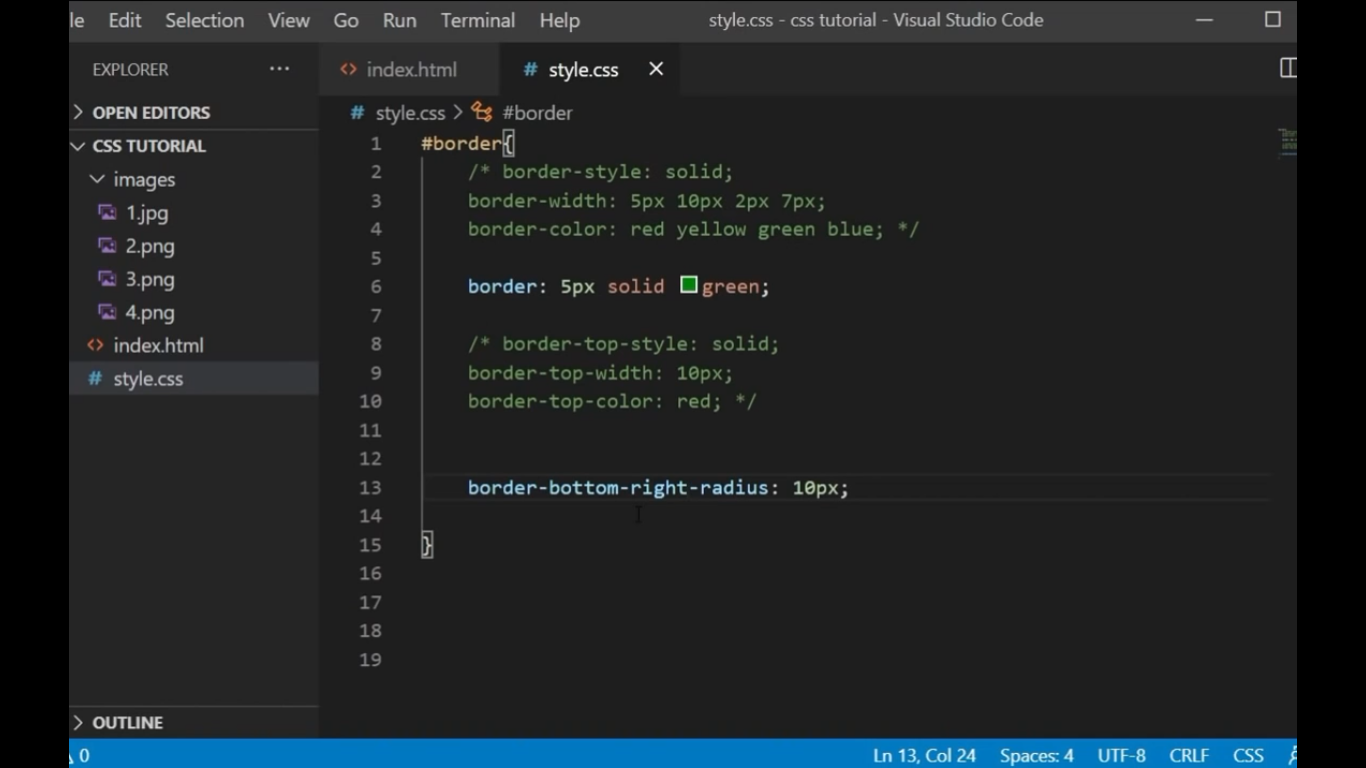 le Edit Selection View Go Run Terminal Help style.css - css tutorial - Visual Studio Code
EXPLORER ... index.html # style.css
OPEN EDITORS
# style.css > #border
CSS TUTORIAL
images
1.jpg
2.png
3.png
4.png
index.html
# style.css
1 #border{
2 /* border-style: solid;
3 border-width: 5px 10px 2px 7px;
4 border-color: red yellow green blue; */
5
6 border: 5px solid green;
7
8 /* border-top-style: solid;
9 border-top-width: 10px;
10 border-top-color: red; */
11
12
13 border-bottom-right-radius: 10px;
14
15 }
16
17
18
19
OUTLINE
0 Ln 13, Col 24 Spaces: 4 UTF-8 CRLF CSS